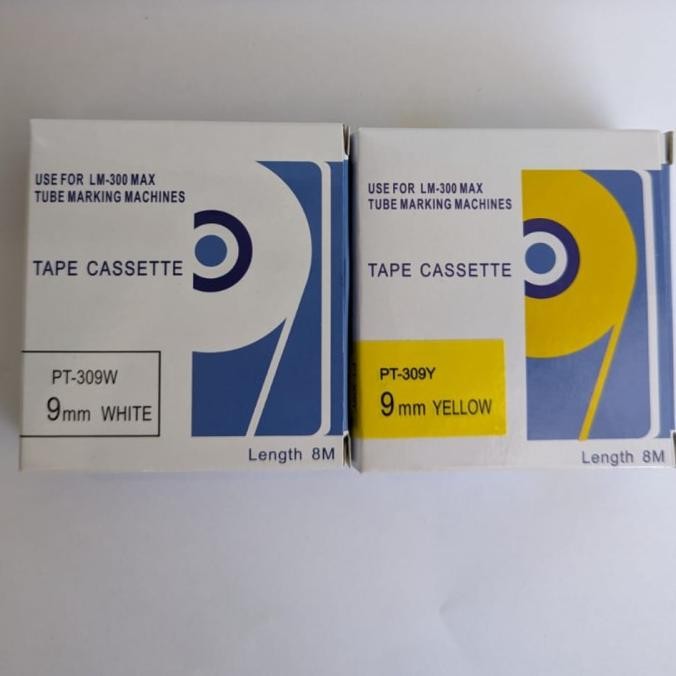 USE FOR LM-300 MAX
TUBE MARKING MACHINES
TAPE CASSETTE
PT-309W
9mm WHITE
Length 8M
USE FOR LM-300 MAX
TUBE MARKING MACHINES
TAPE CASSETTE
PT-309Y
9mm YELLOW
Length 8M